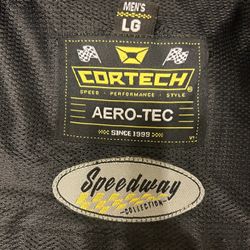 MEN'S
LG
CORTECH®
SPEED • PERFORMANCE • STYLE
AERO-TEC
SINCE 1999
Speedway
COLLECTION